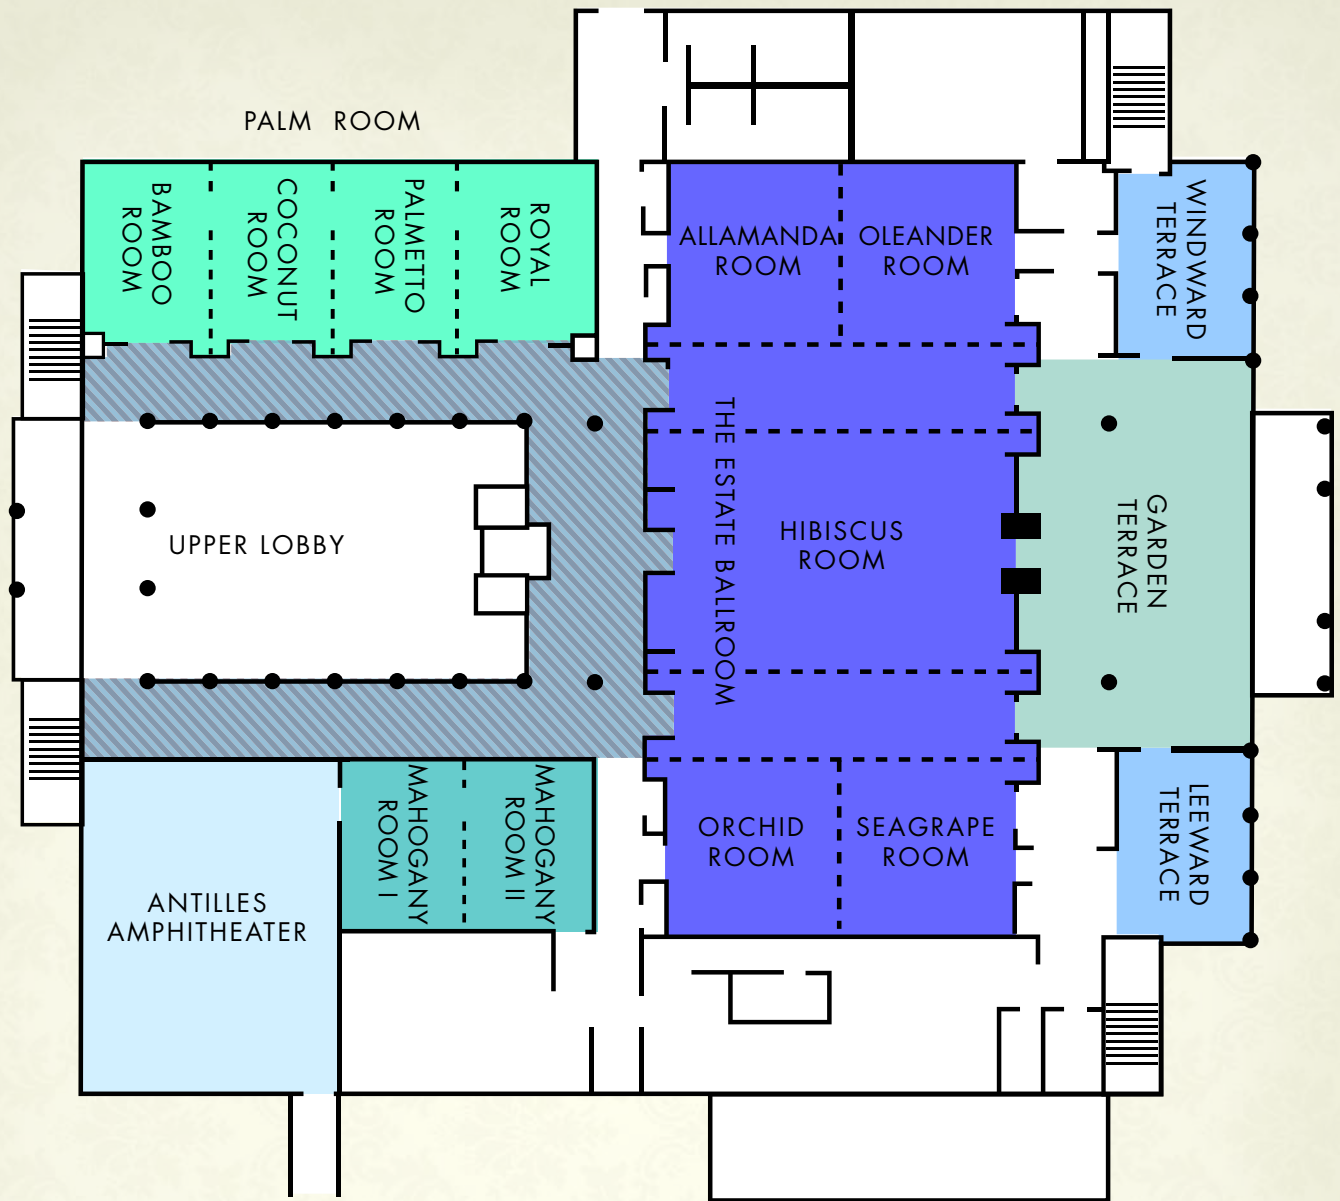 PALM ROOM
BAMBOO
ROOM
COCONUT
ROOM
PALMETTO
ROOM
ROYAL
ROOM
ALLAMANDA
ROOM
OLEANDER
ROOM
WINDWARD
TERRACE
UPPER LOBBY
THE ESTATE BALLROOM
HIBISCUS
ROOM
GARDEN
TERRACE
ANTILLES
AMPHITHEATER
MAHOGANY
ROOM I
MAHOGANY
ROOM II
ORCHID
ROOM
SEAGRAPE
ROOM
LEEWARD
TERRACE